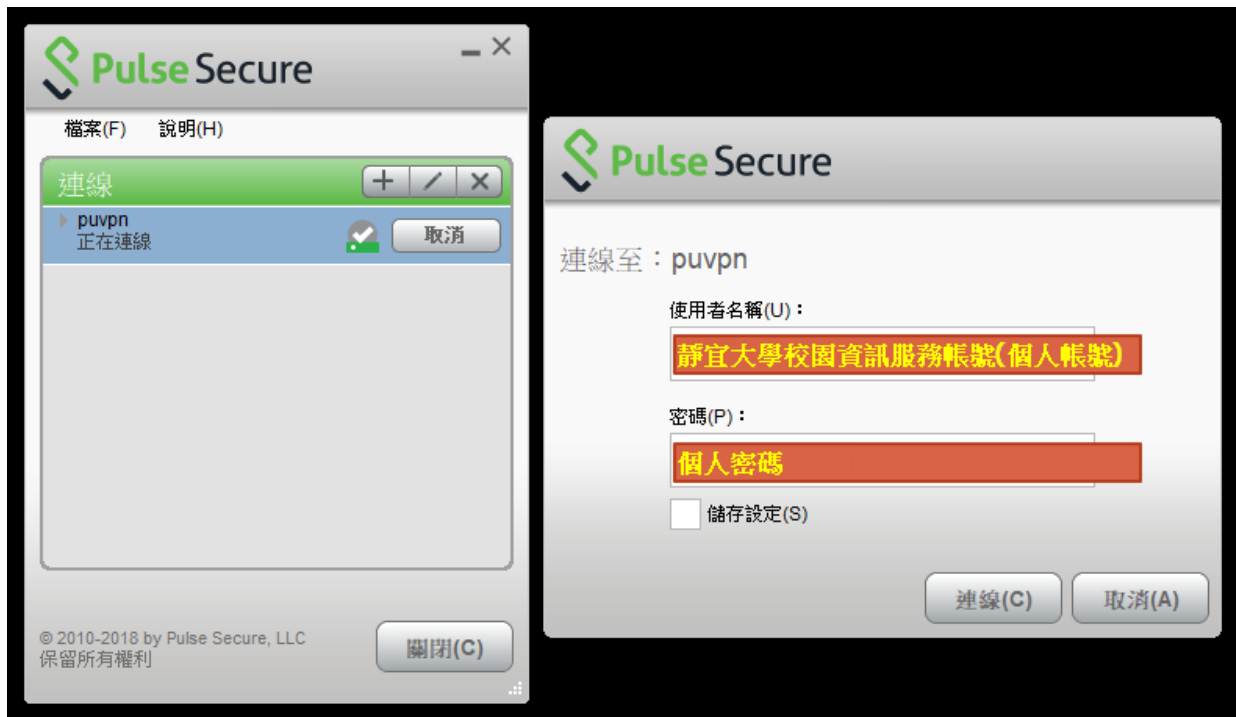 Pulse Secure
檔案(F) 說明(H)
連線
puvpn
正在連線
取消
© 2010-2018 by Pulse Secure, LLC
保留所有權利
關閉(C)
Pulse Secure
連線至：puvpn
使用者名稱(U)：
靜宜大學校園資訊服務帳號(個人帳號)
密碼(P)：
個人密碼
儲存設定(S)
連線(C) 取消(A)